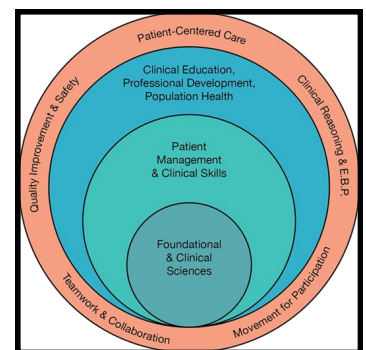 Patient-Centered Care
Quality Improvement & Safety
Clinical Reasoning & E.B.P.
Clinical Education,
Professional Development,
Population Health
Patient
Management
& Clinical Skills
Foundational
& Clinical
Sciences
Teamwork & Collaboration
Movement for Participation